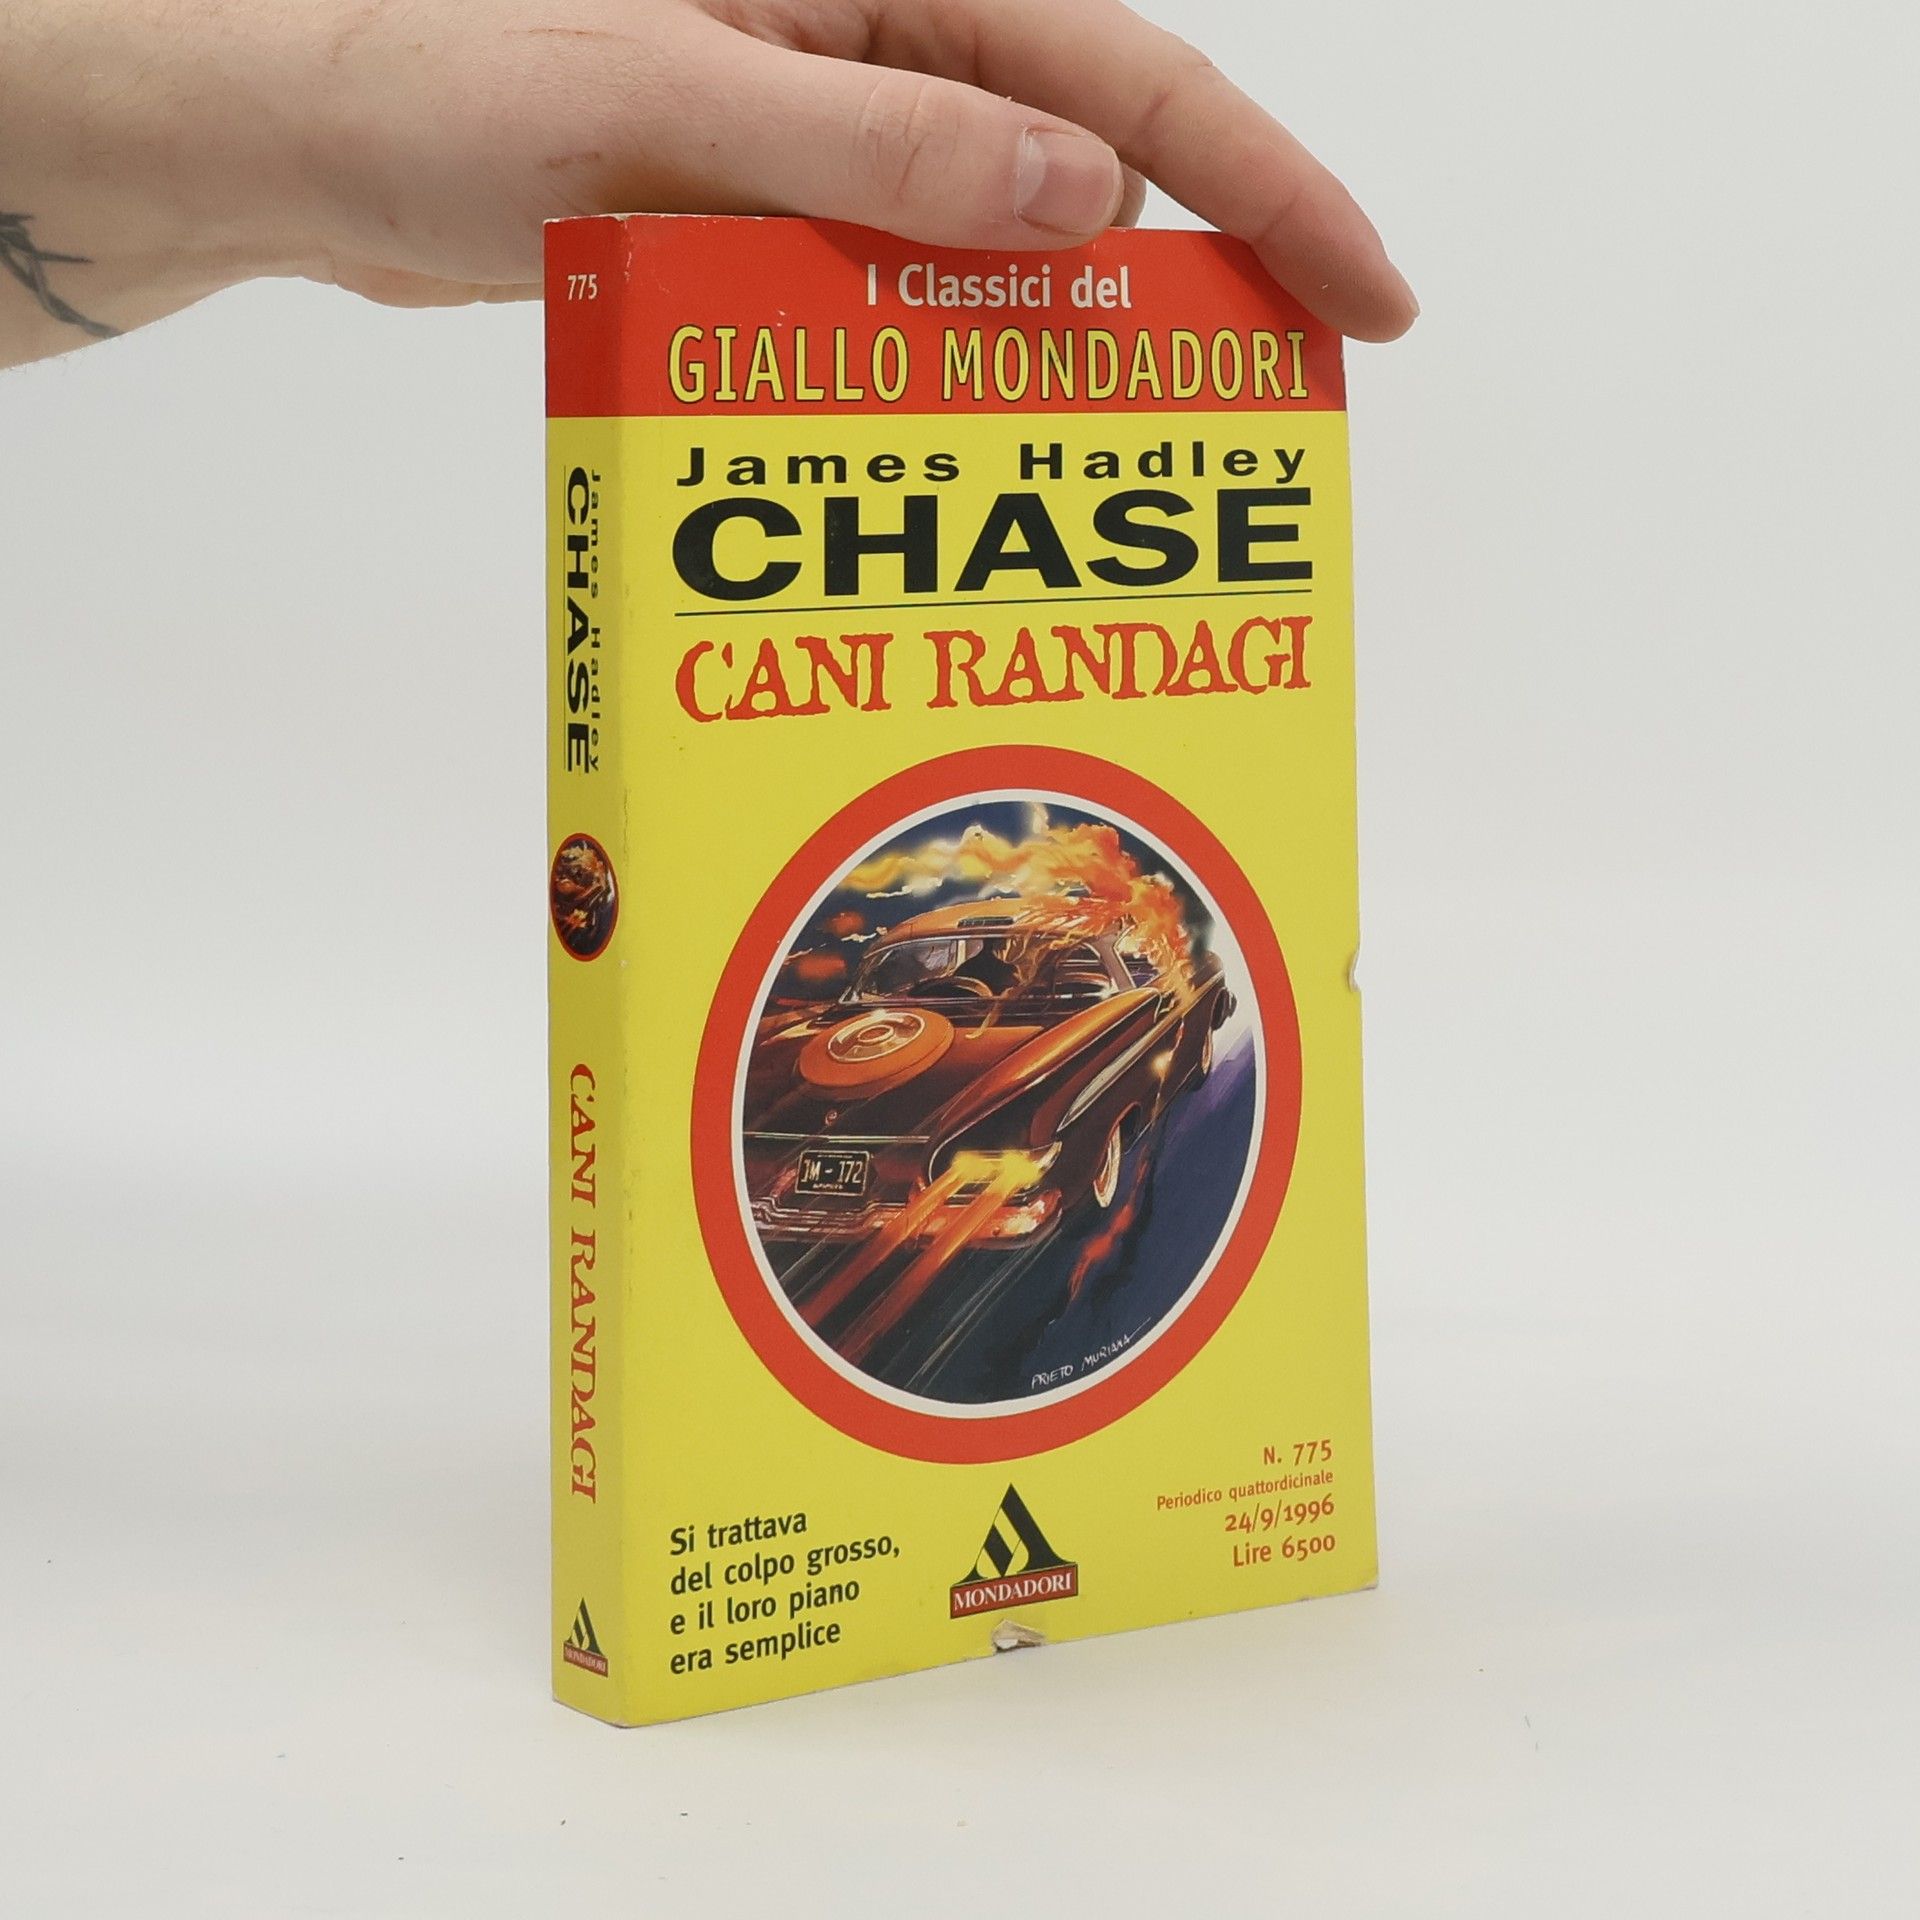 775
I Classici del
GIALLO MONDADORI
James Hadley
CHASE
CANI RANDAGI
JM - 172
PRIETO MURIANA
N. 775
Periodico quattordicinale
24/9/1996
Lire 6500
Si trattava
del colpo grosso,
e il loro piano
era semplice
MONDADORI
James Hadley
CHASE
CANI RANDAGI
MONDADORI